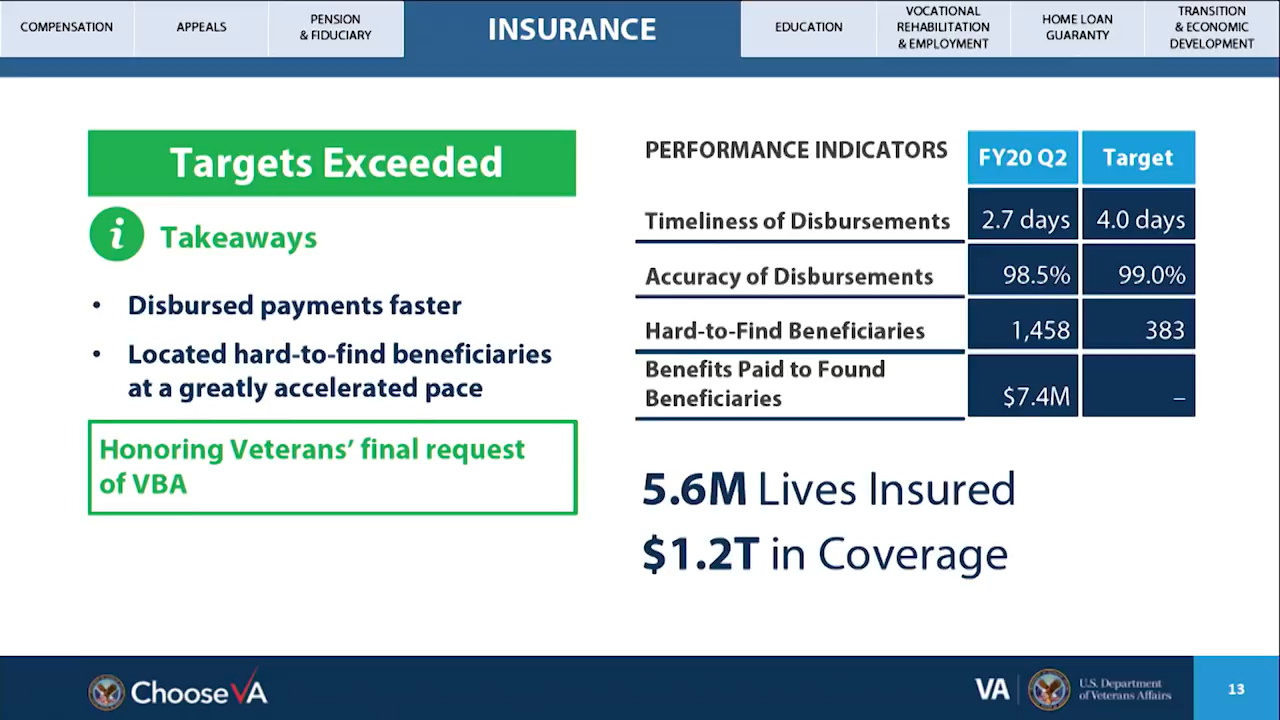 COMPENSATION
APPEALS
PENSION
& FIDUCIARY
INSURANCE
EDUCATION
VOCATIONAL
REHABILITATION
& EMPLOYMENT
HOME LOAN
GUARANTY
TRANSITION
& ECONOMIC
DEVELOPMENT
Targets Exceeded
i Takeaways
• Disbursed payments faster
• Located hard-to-find beneficiaries
at a greatly accelerated pace
Honoring Veterans’ final request
of VBA
PERFORMANCE INDICATORS FY20 Q2 Target
Timeliness of Disbursements 2.7 days 4.0 days
Accuracy of Disbursements 98.5% 99.0%
Hard-to-Find Beneficiaries 1,458 383
Benefits Paid to Found
Beneficiaries $7.4M –
5.6M Lives Insured
$1.2T in Coverage
ChooseVA
VA
U.S. Department
of Veterans Affairs
13